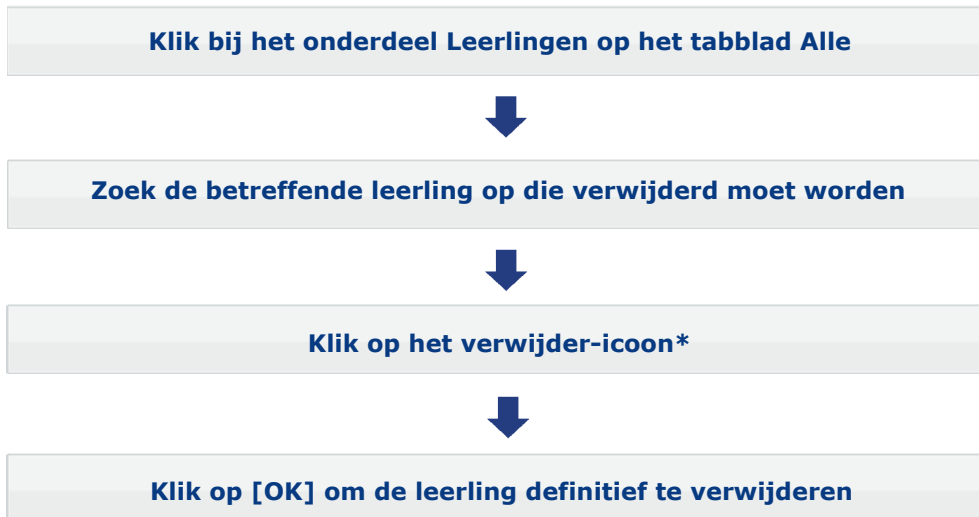 Klik bij het onderdeel Leerlingen op het tabblad Alle
Zoek de betreffende leerling op die verwijderd moet worden
Klik op het verwijder-icoon*
Klik op [OK] om de leerling definitief te verwijderen